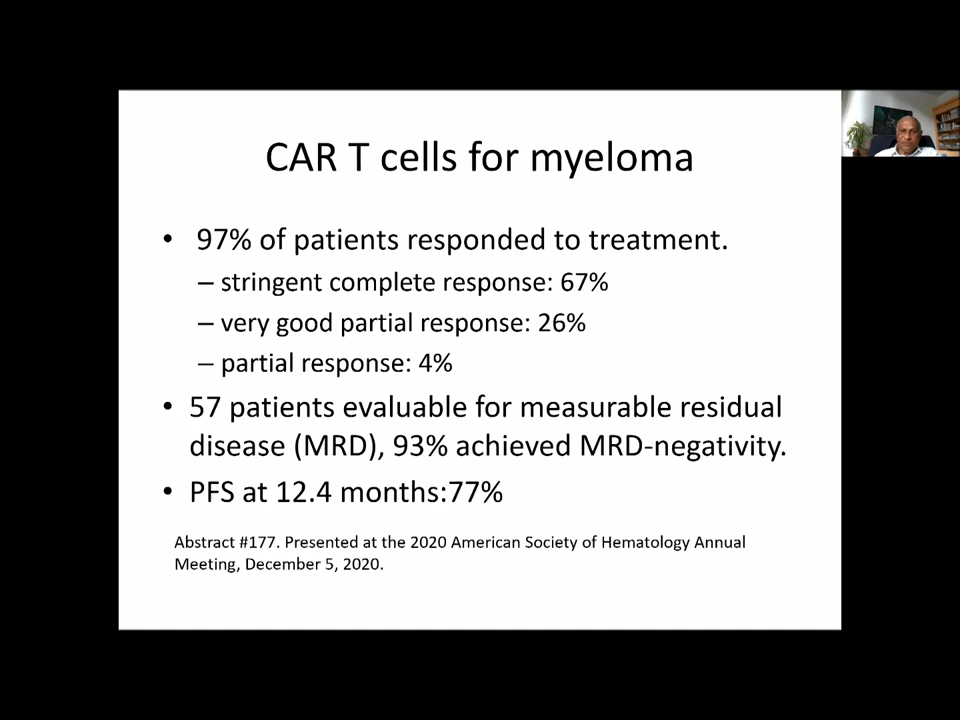 CAR T cells for myeloma
• 97% of patients responded to treatment.
– stringent complete response: 67%
– very good partial response: 26%
– partial response: 4%
• 57 patients evaluable for measurable residual
disease (MRD), 93% achieved MRD-negativity.
• PFS at 12.4 months:77%
Abstract #177. Presented at the 2020 American Society of Hematology Annual
Meeting, December 5, 2020.